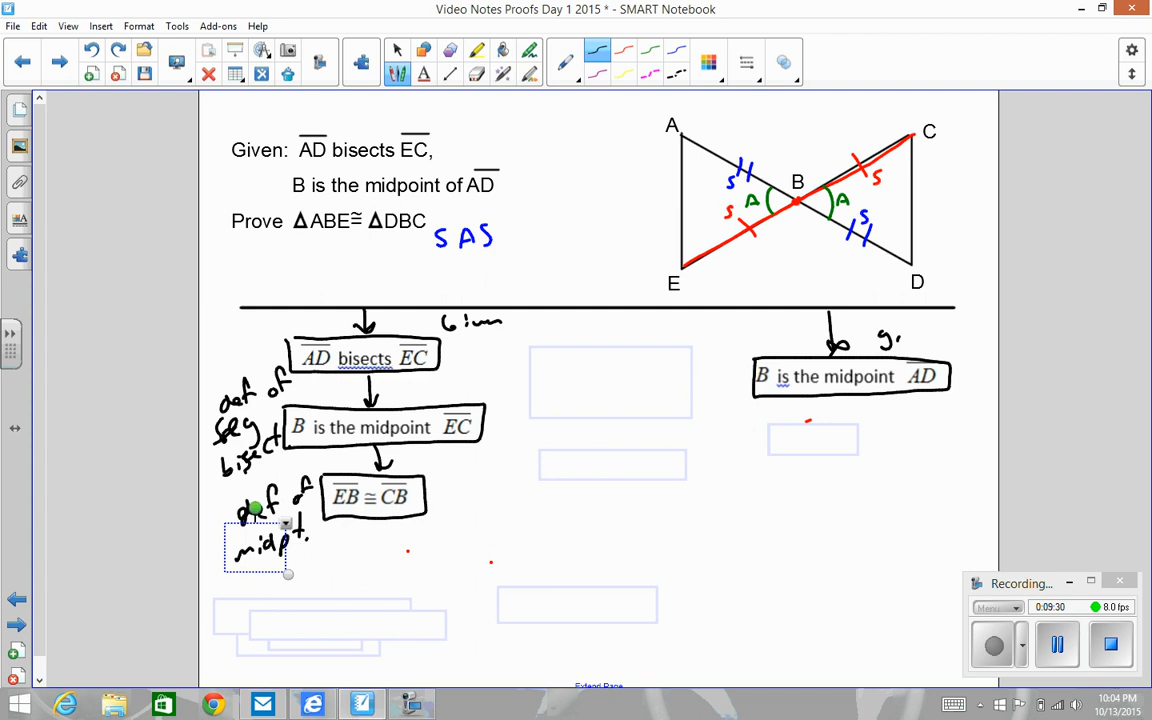 Video Notes Proofs Day 1 2015 * - SMART Notebook
File Edit View Insert Format Tools Add-ons Help
Given: AD bisects EC,
B is the midpoint of AD
Prove ΔABE≅ ΔDBC
S A S
A
C
B
E
D
S
S
A
A
S
S
Given
AD bisects EC
def of
seg
bisect
B is the midpoint EC
def of
midpt.
EB ≅ CB
g.
B is the midpoint AD
Extend Page
Recording...
Menu
0:09:30
8.0 fps
10:04 PM
10/13/2015